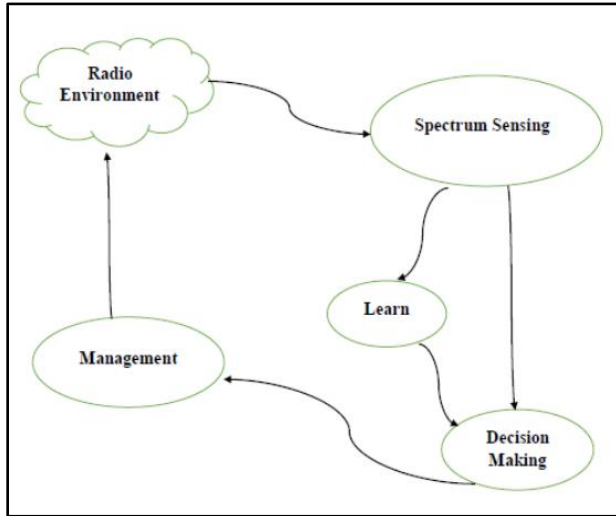 Radio
Environment
Spectrum Sensing
Learn
Management
Decision
Making